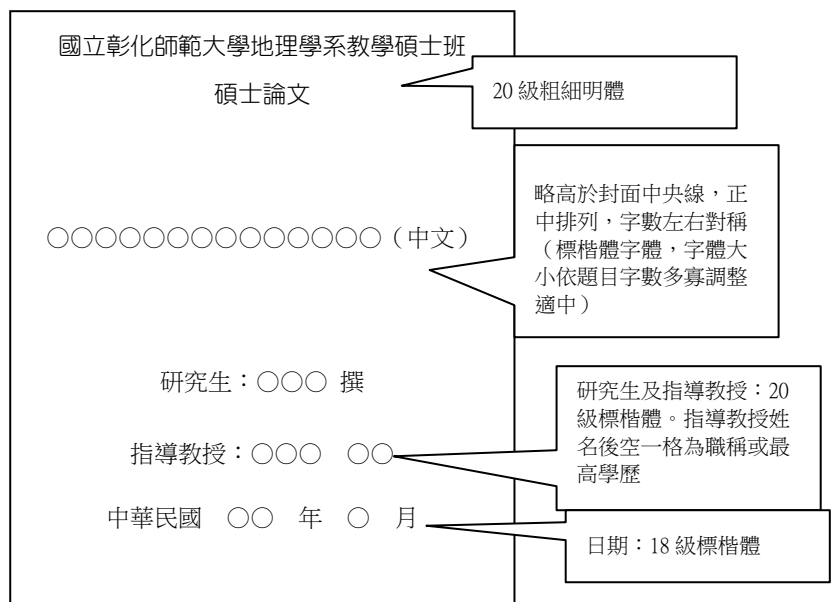 國立彰化師範大學地理學系教學碩士班
碩士論文
20 級粗細明體
略高於封面中央線，正
中排列，字數左右對稱
（標楷體字體，字體大
小依題目字數多寡調整
適中）
○○○○○○○○○○○○○○（中文）
研究生：○○○ 撰
研究生及指導教授：20
級標楷體。指導教授姓
名後空一格為職稱或最
高學歷
指導教授：○○○　○○
中華民國　○○　年　○　月
日期：18 級標楷體